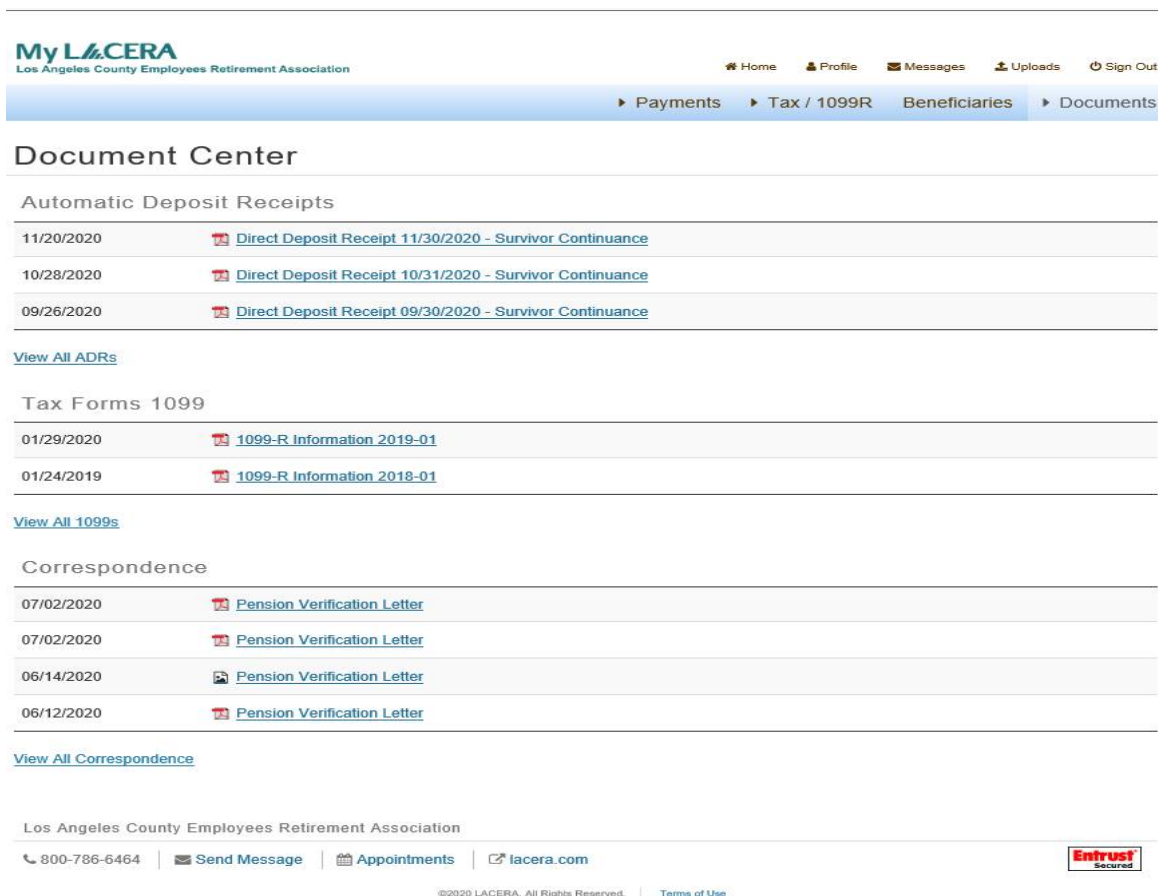 My LACERA
Los Angeles County Employees Retirement Association
Home Profile Messages Uploads Sign Out
Payments Tax / 1099R Beneficiaries Documents
Document Center
Automatic Deposit Receipts
11/20/2020 Direct Deposit Receipt 11/30/2020 - Survivor Continuance
10/28/2020 Direct Deposit Receipt 10/31/2020 - Survivor Continuance
09/26/2020 Direct Deposit Receipt 09/30/2020 - Survivor Continuance
View All ADRs
Tax Forms 1099
01/29/2020 1099-R Information 2019-01
01/24/2019 1099-R Information 2018-01
View All 1099s
Correspondence
07/02/2020 Pension Verification Letter
07/02/2020 Pension Verification Letter
06/14/2020 Pension Verification Letter
06/12/2020 Pension Verification Letter
View All Correspondence
Los Angeles County Employees Retirement Association
800-786-6464 Send Message Appointments lacera.com
Entrust
Secured
©2020 LACERA. All Rights Reserved. Terms of Use